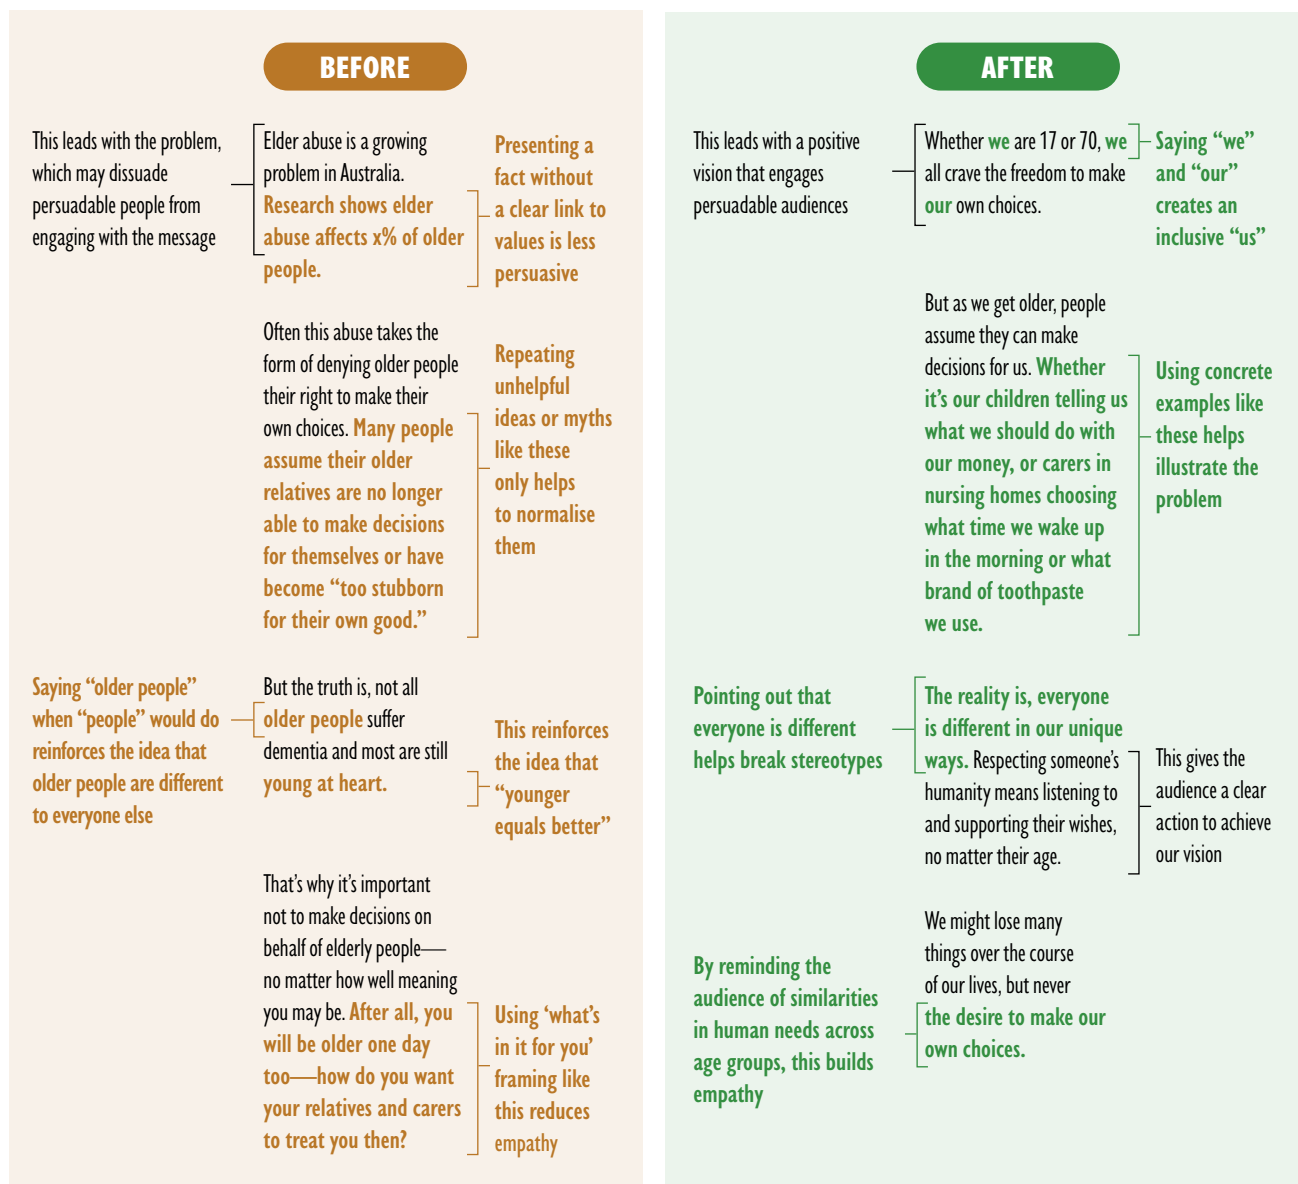 BEFORE
This leads with the problem,
which may dissuade
persuadable people from
engaging with the message
Elder abuse is a growing
problem in Australia.
Research shows elder
abuse affects x% of older
people.
Presenting a
fact without
a clear link to
values is less
persuasive
Often this abuse takes the
form of denying older people
their right to make their
own choices. Many people
assume their older
relatives are no longer
able to make decisions
for themselves or have
become “too stubborn
for their own good.”
Repeating
unhelpful
ideas or myths
like these
only helps
to normalise
them
Saying “older people”
when “people” would do
reinforces the idea that
older people are different
to everyone else
But the truth is, not all
older people suffer
dementia and most are still
young at heart.
This reinforces
the idea that
“younger
equals better”
That’s why it’s important
not to make decisions on
behalf of elderly people—
no matter how well meaning
you may be. After all, you
will be older one day
too—how do you want
your relatives and carers
to treat you then?
Using ‘what’s
in it for you’
framing like
this reduces
empathy
AFTER
This leads with a positive
vision that engages
persuadable audiences
Whether we are 17 or 70, we
all crave the freedom to make
our own choices.
Saying “we”
and “our”
creates an
inclusive “us”
But as we get older, people
assume they can make
decisions for us. Whether
it’s our children telling us
what we should do with
our money, or carers in
nursing homes choosing
what time we wake up
in the morning or what
brand of toothpaste
we use.
Using concrete
examples like
these helps
illustrate the
problem
Pointing out that
everyone is different
helps break stereotypes
The reality is, everyone
is different in our unique
ways. Respecting someone’s
humanity means listening to
and supporting their wishes,
no matter their age.
This gives the
audience a clear
action to achieve
our vision
By reminding the
audience of similarities
in human needs across
age groups, this builds
empathy
We might lose many
things over the course
of our lives, but never
the desire to make our
own choices.